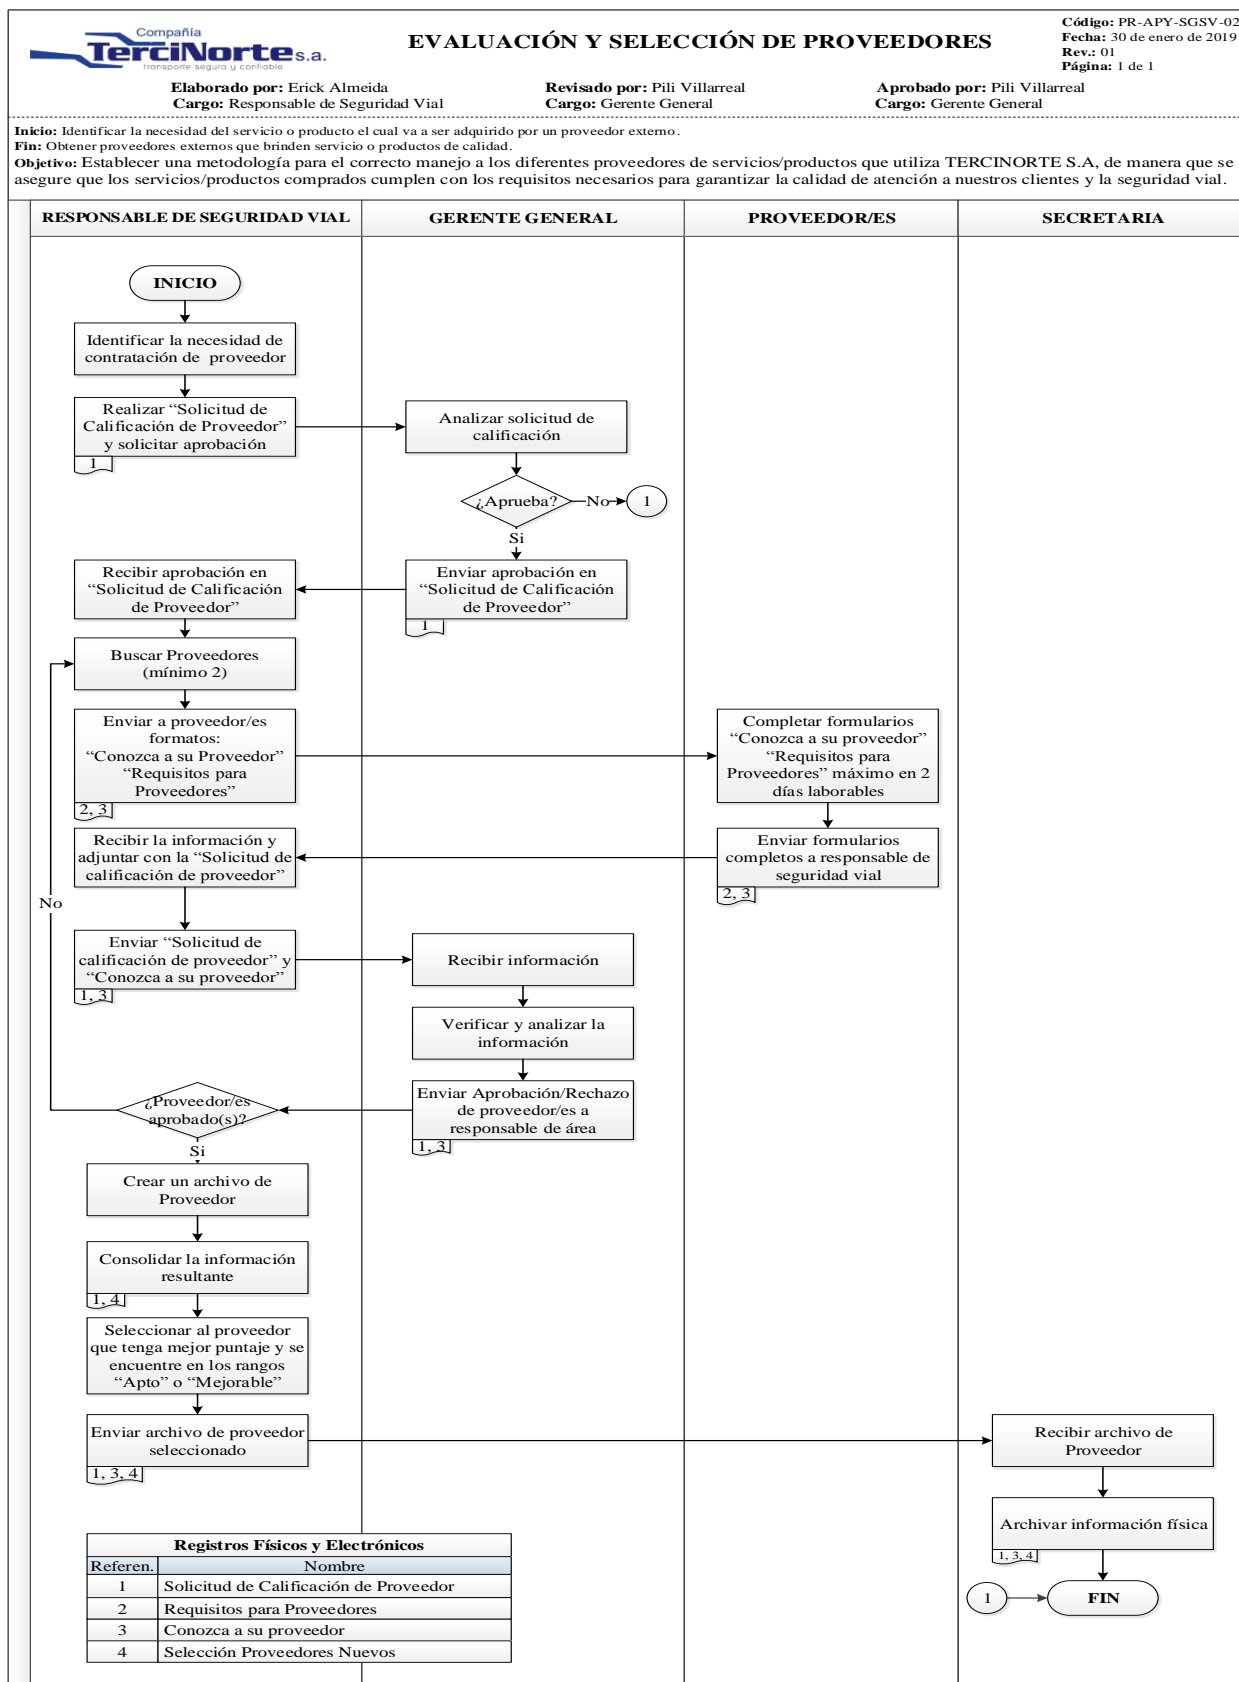 Compañía
TerciNorte s.a.
transporte segura y confiable
EVALUACIÓN Y SELECCIÓN DE PROVEEDORES
Código: PR-APY-SGSV-02
Fecha: 30 de enero de 2019
Rev.: 01
Página: 1 de 1
Elaborado por: Erick Almeida
Cargo: Responsable de Seguridad Vial
Revisado por: Pili Villarreal
Cargo: Gerente General
Aprobado por: Pili Villarreal
Cargo: Gerente General
Inicio: Identificar la necesidad del servicio o producto el cual va a ser adquirido por un proveedor externo.
Fin: Obtener proveedores externos que brinden servicio o productos de calidad.
Objetivo: Establecer una metodología para el correcto manejo a los diferentes proveedores de servicios/productos que utiliza TERCINORTE S.A, de manera que se
asegure que los servicios/productos comprados cumplen con los requisitos necesarios para garantizar la calidad de atención a nuestros clientes y la seguridad vial.
RESPONSABLE DE SEGURIDAD VIAL
GERENTE GENERAL
PROVEEDOR/ES
SECRETARIA
INICIO
Identificar la necesidad de
contratación de proveedor
Realizar “Solicitud de
Calificación de Proveedor”
y solicitar aprobación
1
Analizar solicitud de
calificación
¿Aprueba?
No
1
Si
Enviar aprobación en
“Solicitud de Calificación
de Proveedor”
1
Recibir aprobación en
“Solicitud de Calificación
de Proveedor”
Buscar Proveedores
(mínimo 2)
Enviar a proveedor/es
formatos:
“Conozca a su Proveedor”
“Requisitos para
Proveedores”
2, 3
Completar formularios
“Conozca a su proveedor”
“Requisitos para
Proveedores” máximo en 2
días laborables
Enviar formularios
completos a responsable de
seguridad vial
2, 3
Recibir la información y
adjuntar con la “Solicitud de
calificación de proveedor”
No
Enviar “Solicitud de
calificación de proveedor” y
“Conozca a su proveedor”
1, 3
Recibir información
Verificar y analizar la
información
Enviar Aprobación/Rechazo
de proveedor/es a
responsable de área
1, 3
¿Proveedor/es
aprobado(s)?
Si
Crear un archivo de
Proveedor
Consolidar la información
resultante
1, 4
Seleccionar al proveedor
que tenga mejor puntaje y se
encuentre en los rangos
“Apto” o “Mejorable”
Enviar archivo de proveedor
seleccionado
1, 3, 4
Recibir archivo de
Proveedor
Archivar información física
1, 3, 4
1
FIN
Registros Físicos y Electrónicos
Referen. Nombre
1 Solicitud de Calificación de Proveedor
2 Requisitos para Proveedores
3 Conozca a su proveedor
4 Selección Proveedores Nuevos